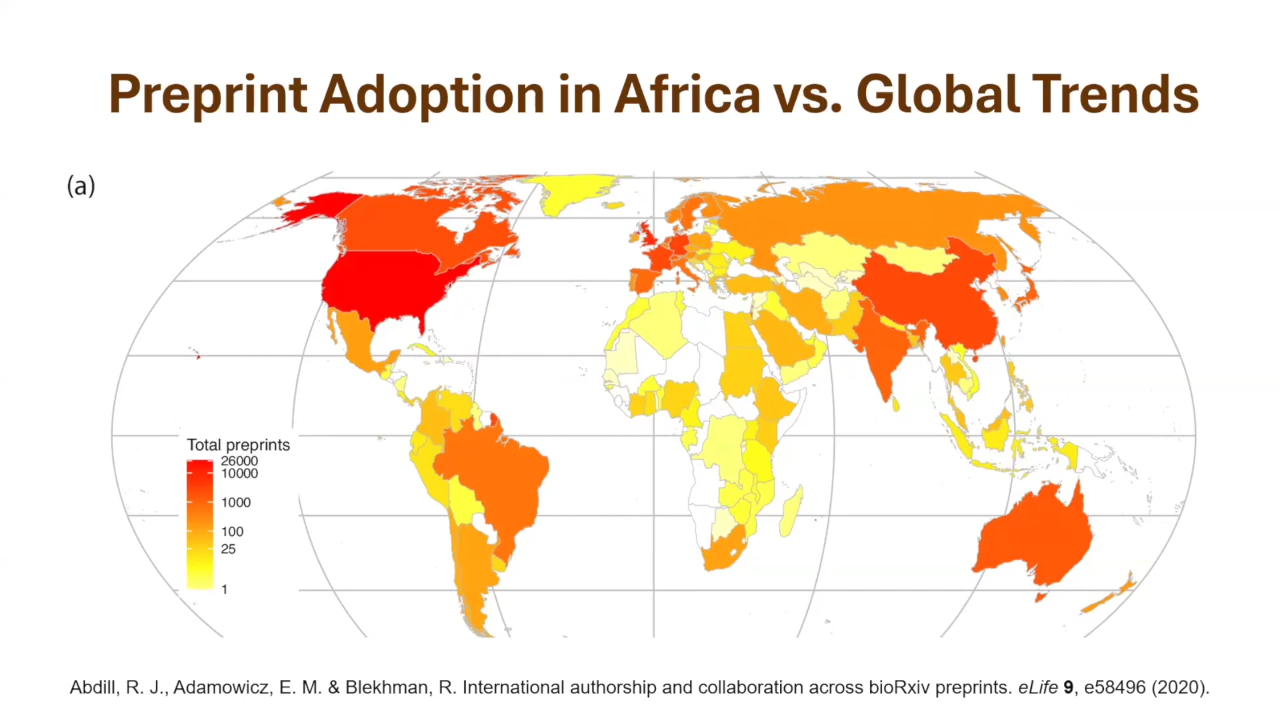 Preprint Adoption in Africa vs. Global Trends
(a)
Total preprints
26000
10000
1000
100
25
1
Abdill, R. J., Adamowicz, E. M. & Blekhman, R. International authorship and collaboration across bioRxiv preprints. eLife 9, e58496 (2020).